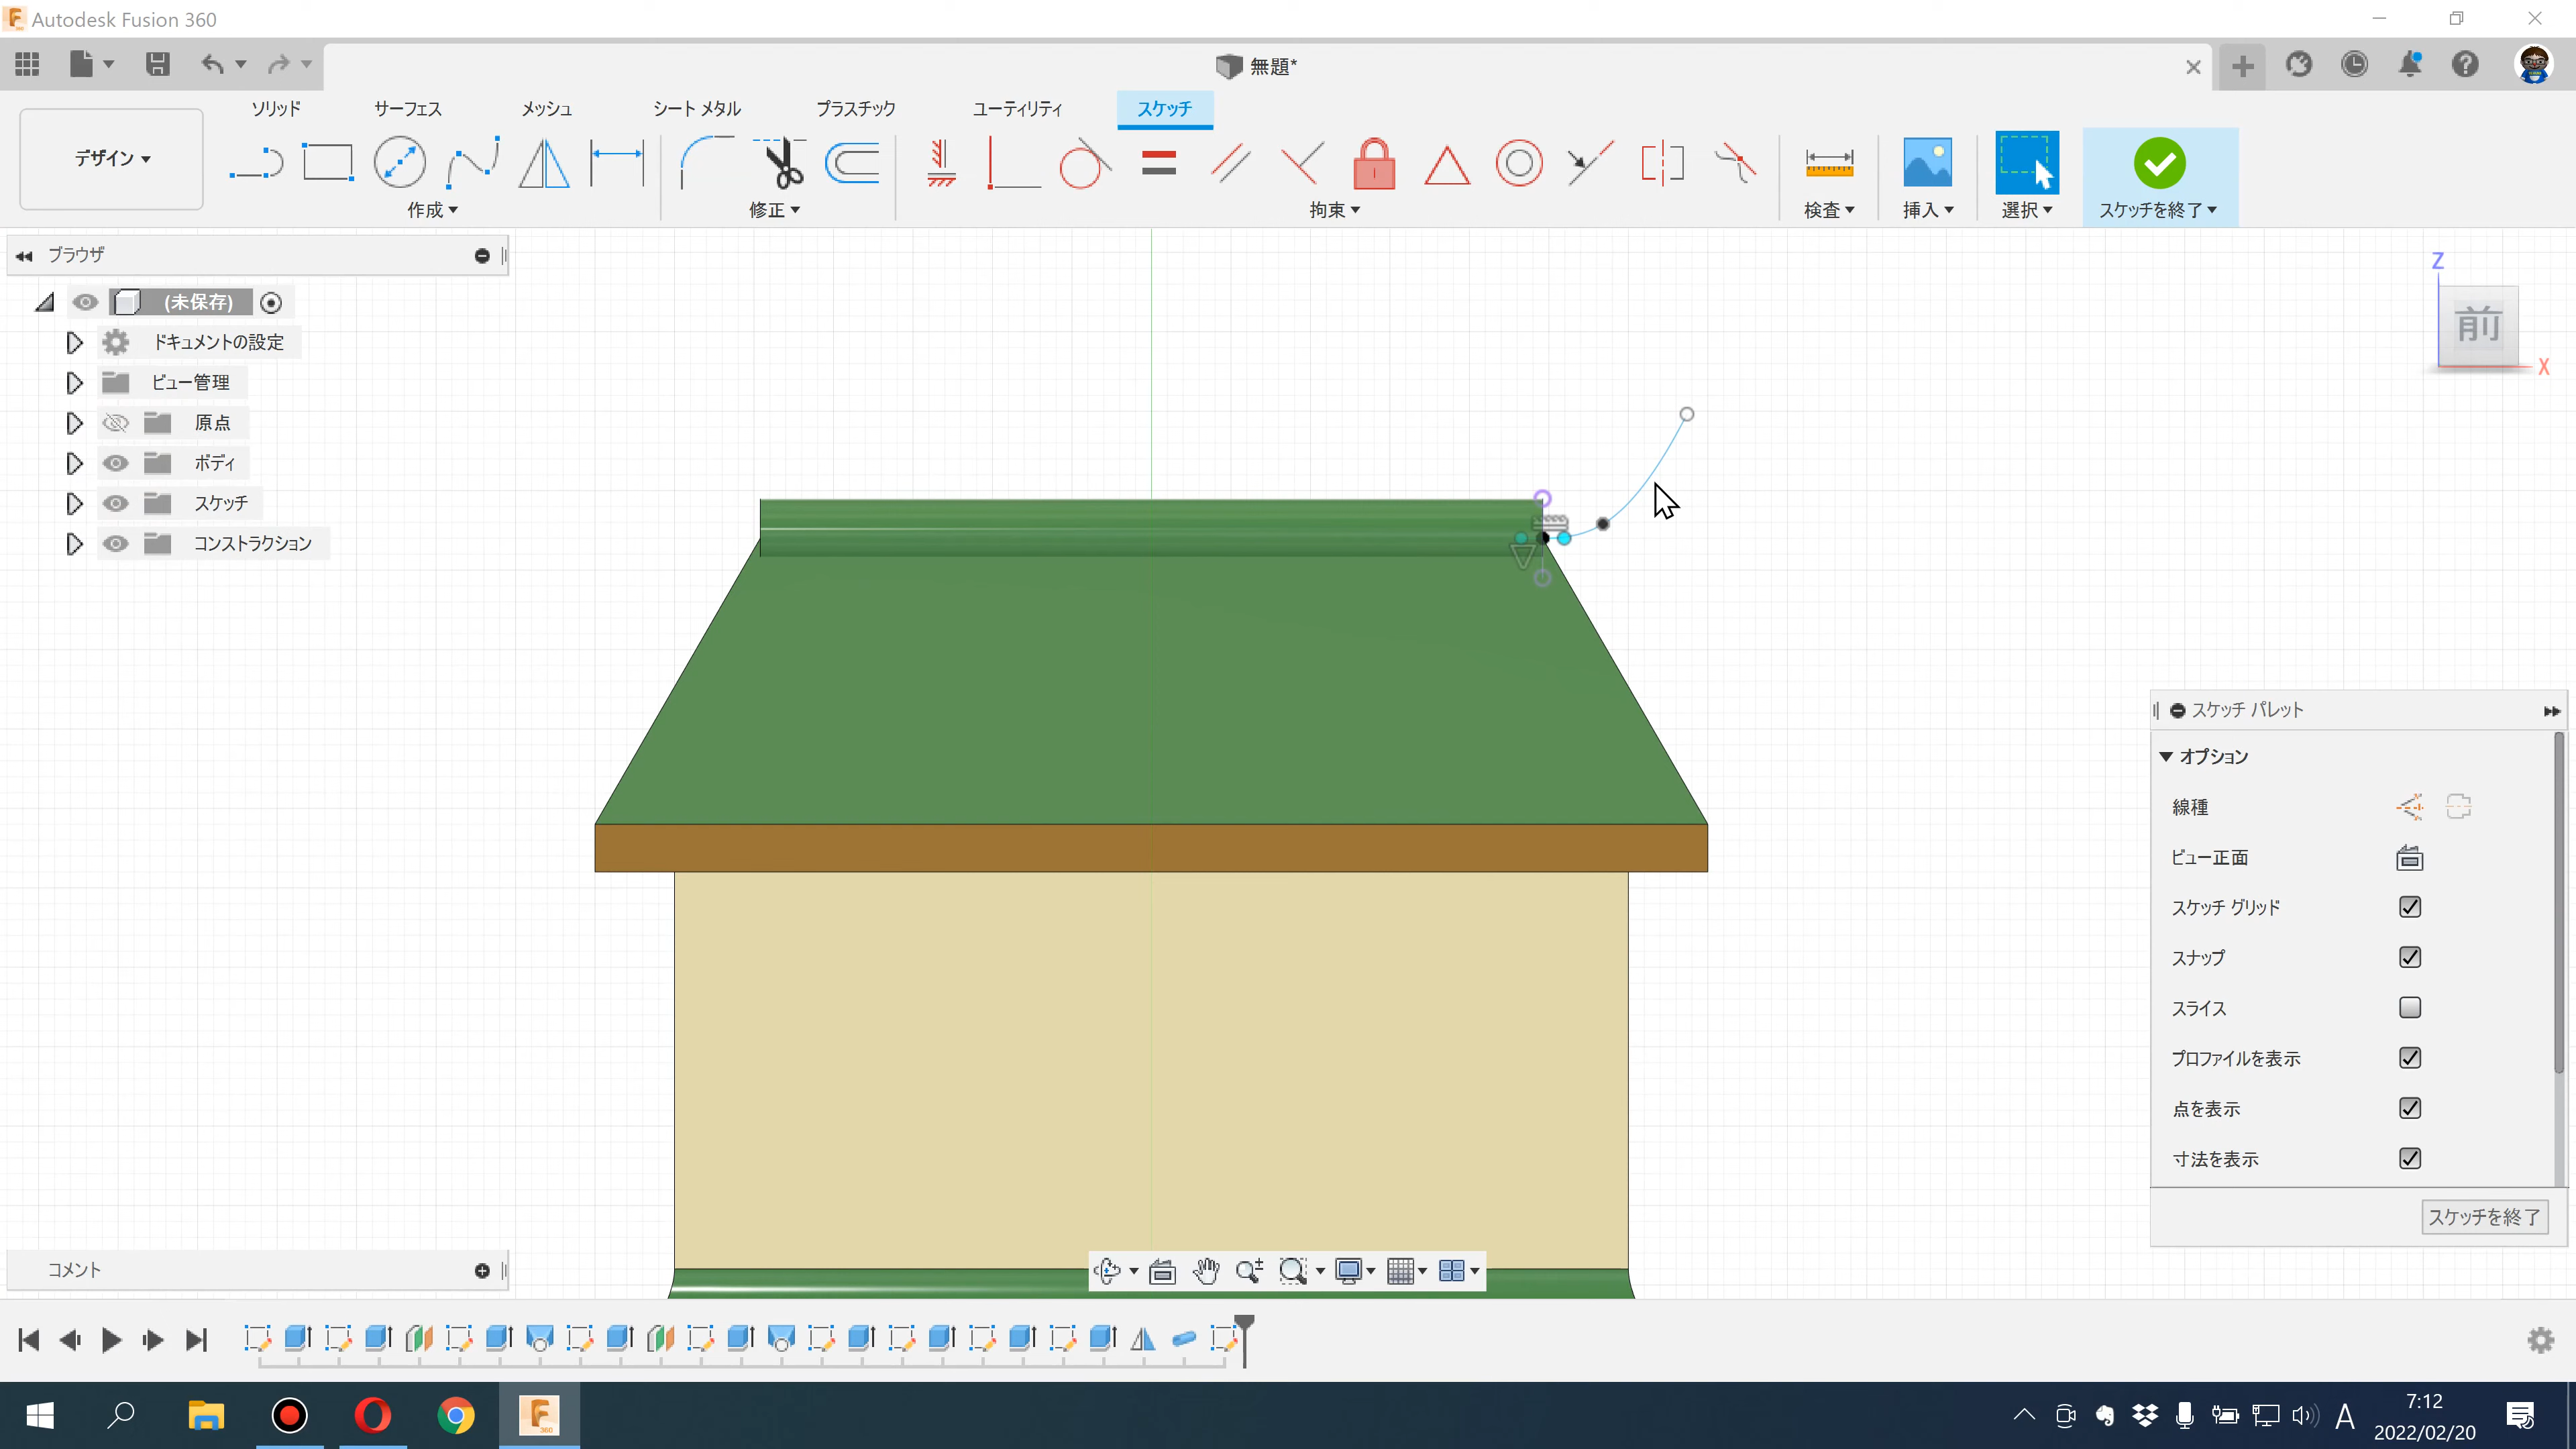 Autodesk Fusion 360
無題*
ソリッド
サーフェス
メッシュ
シート メタル
プラスチック
ユーティリティ
スケッチ
デザイン
作成
修正
拘束
検査
挿入
選択
スケッチを終了
ブラウザ
(未保存)
ドキュメントの設定
ビュー管理
原点
ボディ
スケッチ
コンストラクション
Z
前
X
スケッチ パレット
オプション
線種
ビュー正面
スケッチ グリッド
スナップ
スライス
プロファイルを表示
点を表示
寸法を表示
スケッチを終了
コメント
F
360
A
7:12
2022/02/20